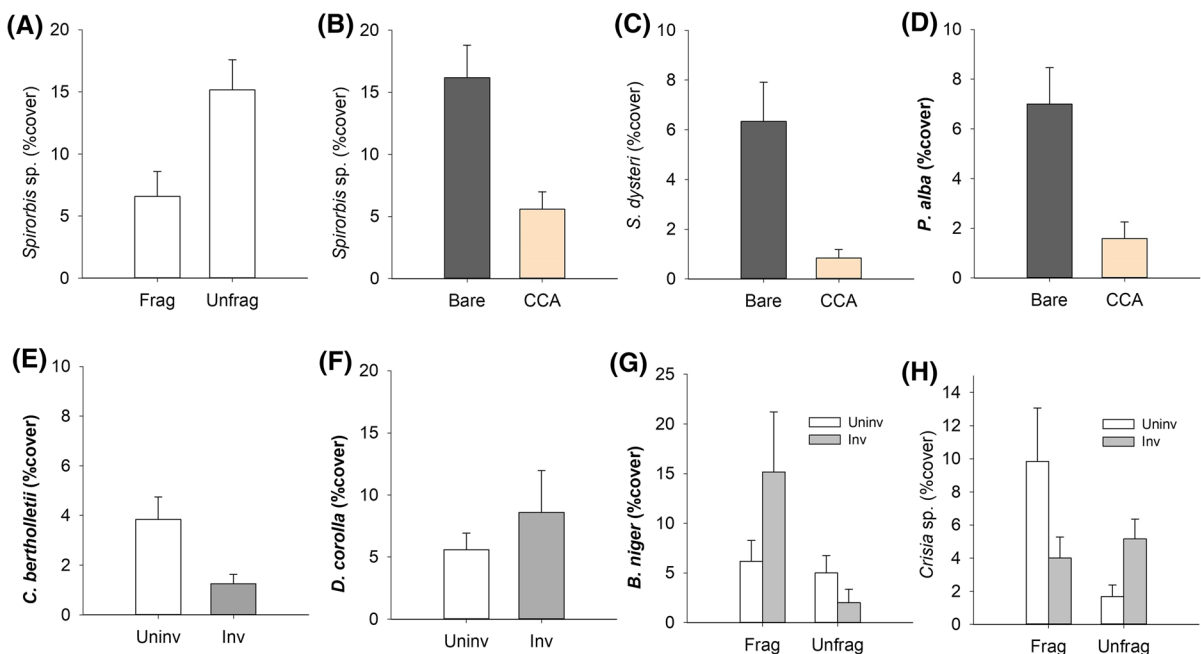 (A)
20
15
10
5
0
Spirorbis sp. (%cover)
Frag Unfrag
(B)
20
15
10
5
0
Spirorbis sp. (%cover)
Bare CCA
(C)
10
8
6
4
2
0
S. dysteri (%cover)
Bare CCA
(D)
10
8
6
4
2
0
P. alba (%cover)
Bare CCA
(E)
10
8
6
4
2
0
C. bertholletii (%cover)
Uninv Inv
(F)
20
15
10
5
0
D. corolla (%cover)
Uninv Inv
(G)
25
20
15
10
5
0
B. niger (%cover)
Uninv
Inv
Frag Unfrag
(H)
14
12
10
8
6
4
2
0
Crisia sp. (%cover)
Uninv
Inv
Frag Unfrag